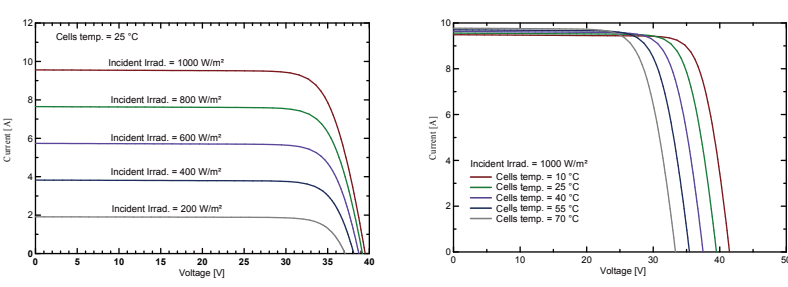 12
10
8
6
4
2
0
Current [A]
Cells temp. = 25 °C
Incident Irrad. = 1000 W/m²
Incident Irrad. = 800 W/m²
Incident Irrad. = 600 W/m²
Incident Irrad. = 400 W/m²
Incident Irrad. = 200 W/m²
0 5 10 15 20 25 30 35 40
Voltage [V]
10
8
6
4
2
0
Current [A]
Incident Irrad. = 1000 W/m²
Cells temp. = 10 °C
Cells temp. = 25 °C
Cells temp. = 40 °C
Cells temp. = 55 °C
Cells temp. = 70 °C
0 10 20 30 40 50
Voltage [V]